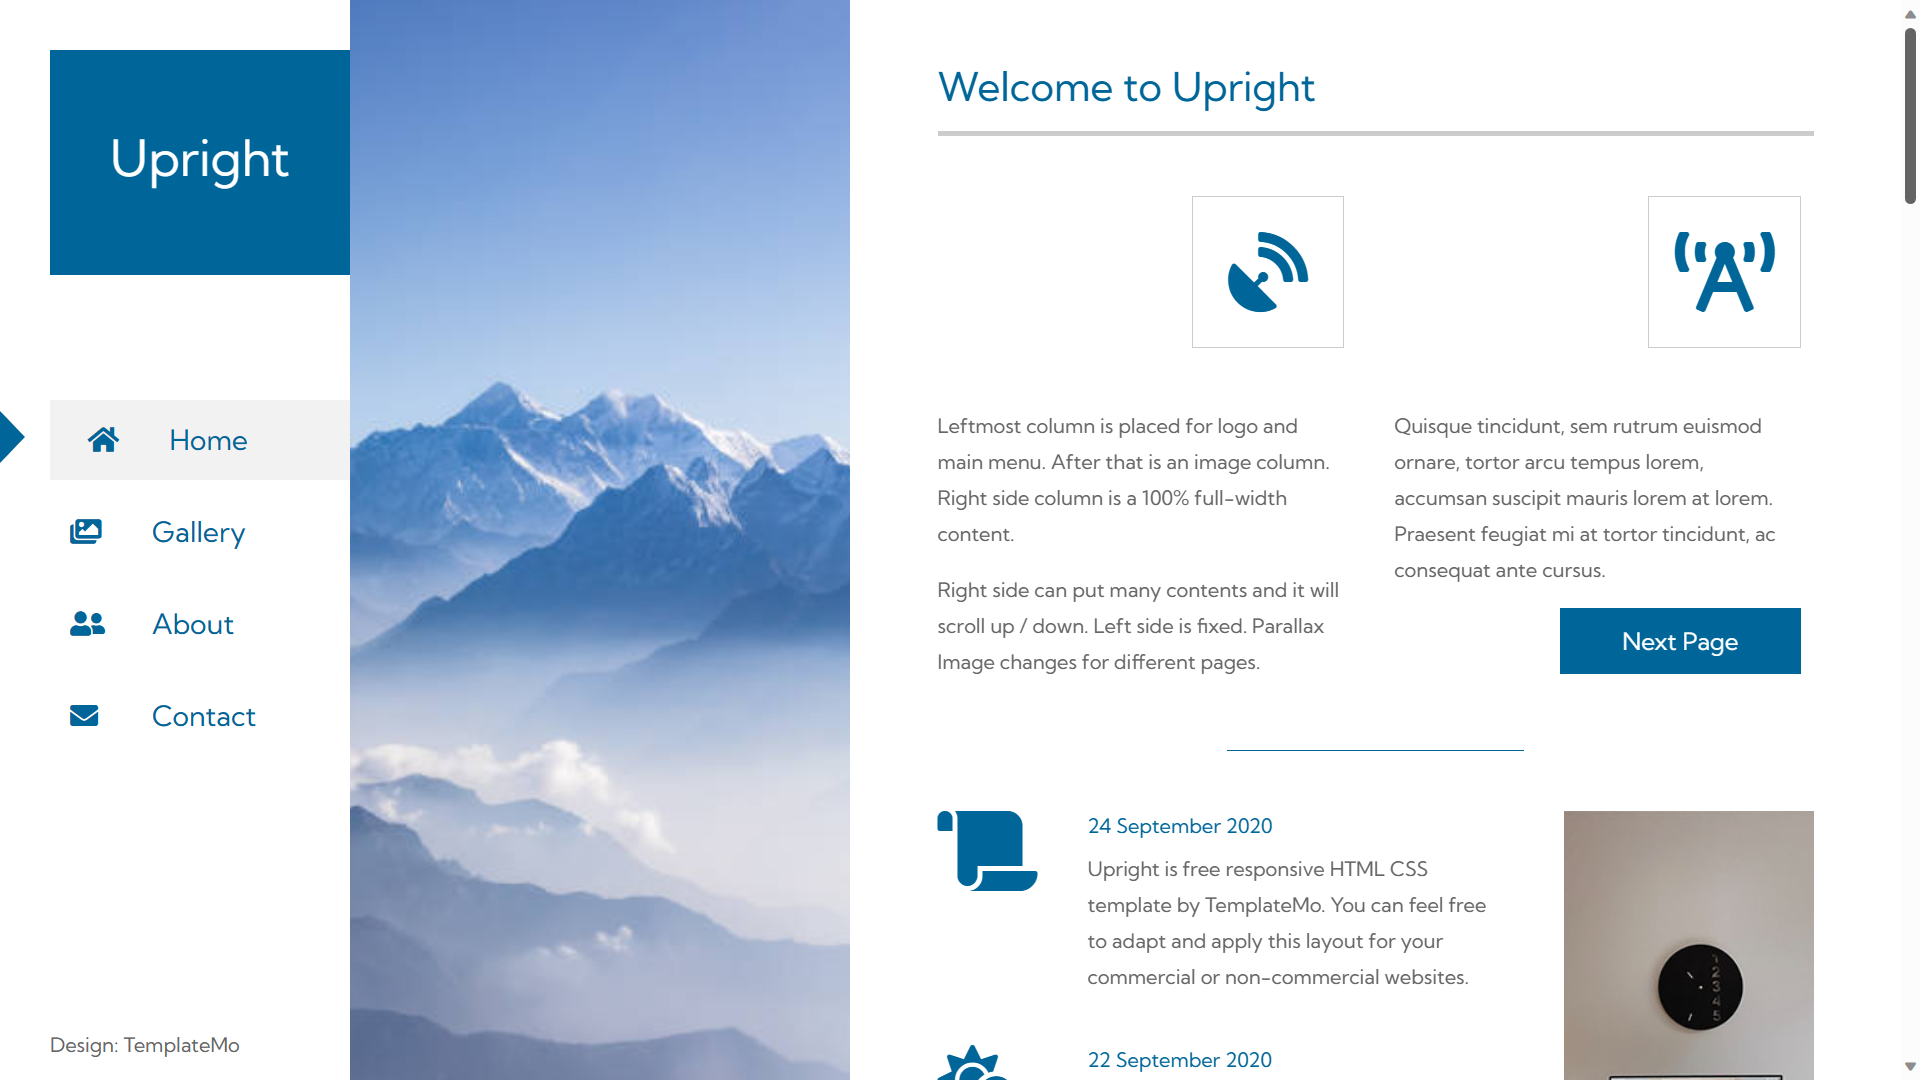 Upright
Home
Gallery
About
Contact
Design: TemplateMo
Welcome to Upright
Leftmost column is placed for logo and
main menu. After that is an image column.
Right side column is a 100% full-width
content.
Right side can put many contents and it will
scroll up / down. Left side is fixed. Parallax
Image changes for different pages.
Quisque tincidunt, sem rutrum euismod
ornare, tortor arcu tempus lorem,
accumsan suscipit mauris lorem at lorem.
Praesent feugiat mi at tortor tincidunt, ac
consequat ante cursus.
Next Page
24 September 2020
Upright is free responsive HTML CSS
template by TemplateMo. You can feel free
to adapt and apply this layout for your
commercial or non-commercial websites.
1
2
3
4
5
22 September 2020